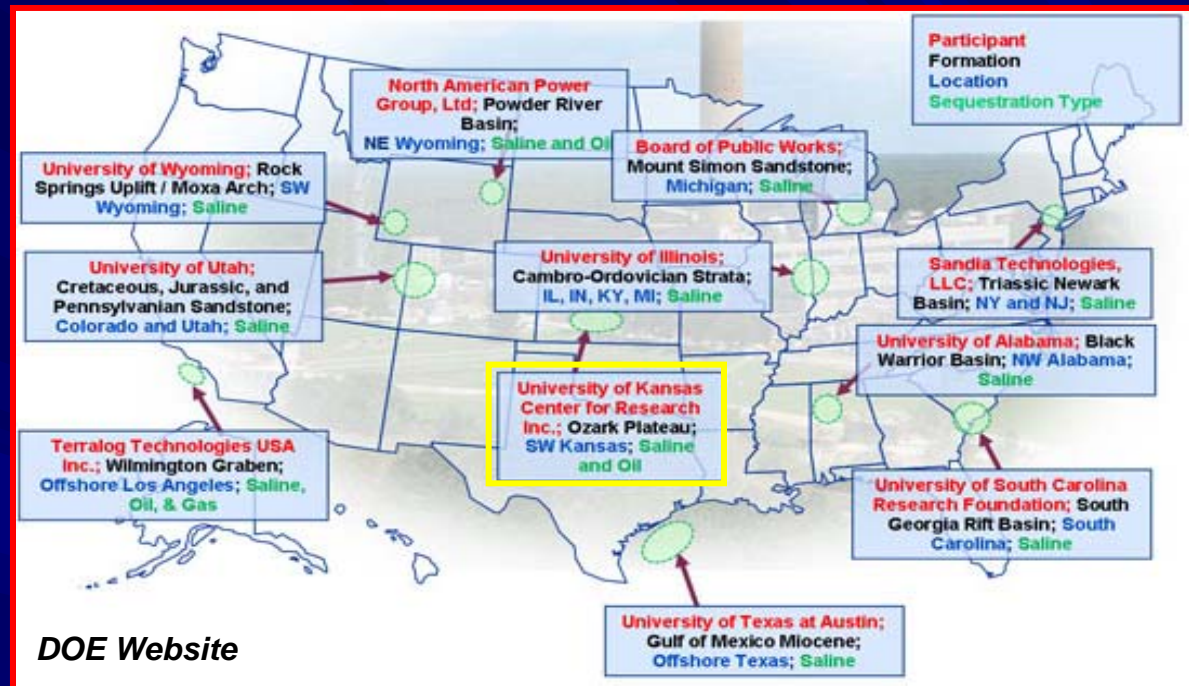 Participant
Formation
Location
Sequestration Type
North American Power
Group, Ltd; Powder River
Basin;
NE Wyoming; Saline and Oil
Board of Public Works;
Mount Simon Sandstone;
Michigan; Saline
University of Wyoming; Rock
Springs Uplift / Moxa Arch; SW
Wyoming; Saline
University of Utah;
Cretaceous, Jurassic, and
Pennsylvanian Sandstone;
Colorado and Utah; Saline
University of Illinois;
Cambro-Ordovician Strata;
IL, IN, KY, MI; Saline
Sandia Technologies,
LLC; Triassic Newark
Basin; NY and NJ; Saline
University of Alabama; Black
Warrior Basin; NW Alabama;
Saline
University of Kansas
Center for Research
Inc.; Ozark Plateau;
SW Kansas; Saline
and Oil
Terralog Technologies USA
Inc.; Wilmington Graben;
Offshore Los Angeles; Saline,
Oil, & Gas
University of South Carolina
Research Foundation; South
Georgia Rift Basin; South
Carolina; Saline
University of Texas at Austin;
Gulf of Mexico Miocene;
Offshore Texas; Saline
DOE Website